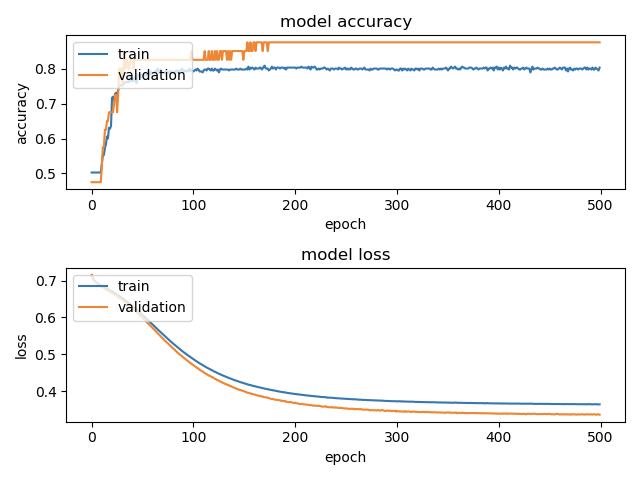 model accuracy
train
validation
0.8
0.7
0.6
0.5
accuracy
0 100 200 300 400 500
epoch
model loss
train
validation
0.7
0.6
0.5
0.4
loss
0 100 200 300 400 500
epoch